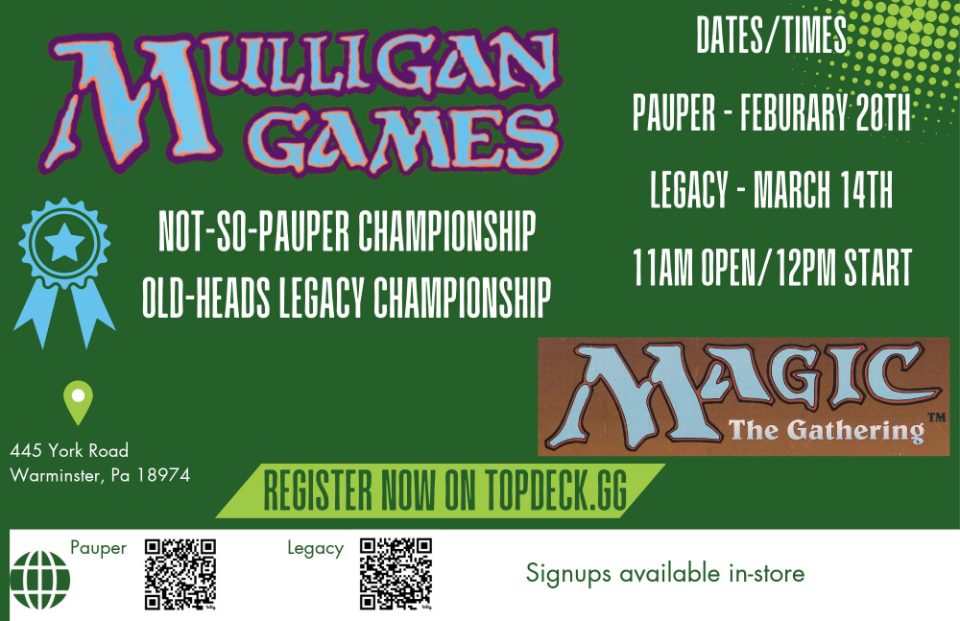 MULLIGAN
GAMES
NOT-SO-PAUPER CHAMPIONSHIP
OLD-HEADS LEGACY CHAMPIONSHIP
DATES/TIMES
PAUPER - FEBURARY 28TH
LEGACY - MARCH 14TH
11AM OPEN/12PM START
MAGIC
The Gathering™
445 York Road
Warminster, Pa 18974
REGISTER NOW ON TOPDECK.GG
Pauper
Legacy
Signups available in-store